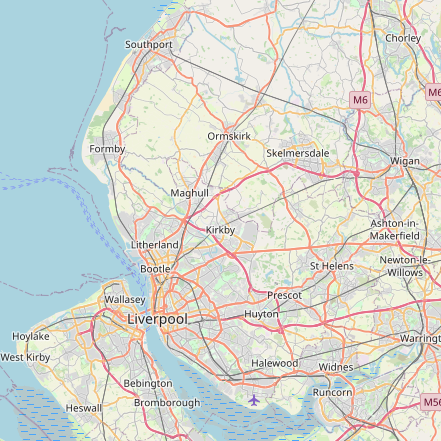 Chorley
Southport
M6
M6
Ormskirk
Formby
Skelmersdale
Wigan
Maghull
Kirkby
Ashton-in-
Makerfield
Litherland
Bootle
St Helens
Newton-le-
Willows
Wallasey
Prescot
Liverpool
Huyton
Hoylake
Warring
West Kirby
Halewood
Widnes
Bebington
Runcorn
Heswall
Bromborough
M56